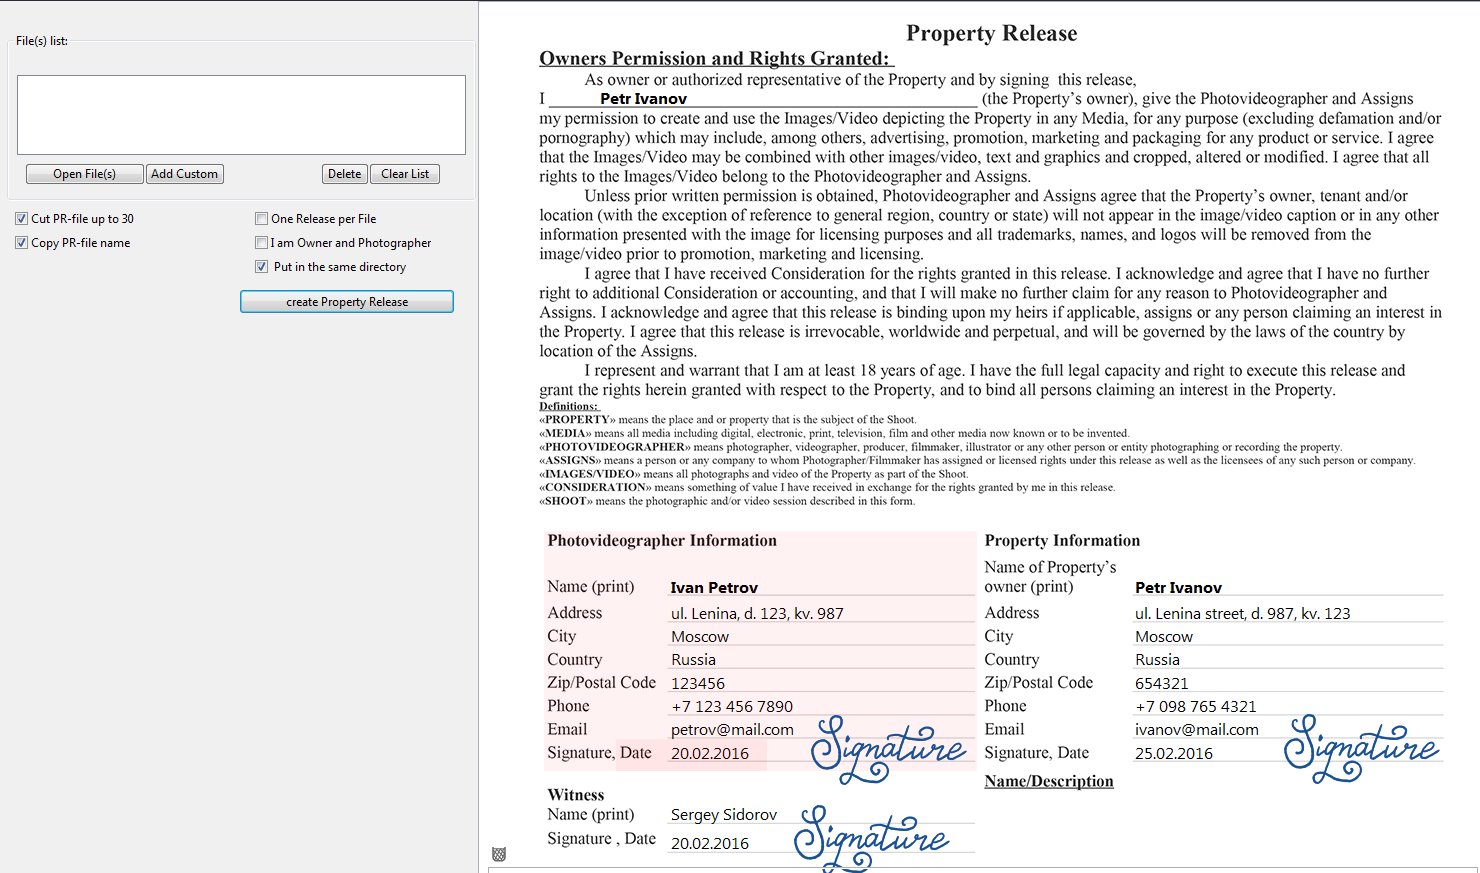 File(s) list:
Open File(s) Add Custom Delete Clear List
Cut PR-file up to 30 One Release per File
Copy PR-file name I am Owner and Photographer
Put in the same directory
create Property Release
Property Release
Owners Permission and Rights Granted:
As owner or authorized representative of the Property and by signing this release,
I Petr Ivanov (the Property’s owner), give the Photovideographer and Assigns
my permission to create and use the Images/Video depicting the Property in any Media, for any purpose (excluding defamation and/or
pornography) which may include, among others, advertising, promotion, marketing and packaging for any product or service. I agree
that the Images/Video may be combined with other images/video, text and graphics and cropped, altered or modified. I agree that all
rights to the Images/Video belong to the Photovideographer and Assigns.
Unless prior written permission is obtained, Photovideographer and Assigns agree that the Property’s owner, tenant and/or
location (with the exception of reference to general region, country or state) will not appear in the image/video caption or in any other
information presented with the image for licensing purposes and all trademarks, names, and logos will be removed from the
image/video prior to promotion, marketing and licensing.
I agree that I have received Consideration for the rights granted in this release. I acknowledge and agree that I have no further
right to additional Consideration or accounting, and that I will make no further claim for any reason to Photovideographer and
Assigns. I acknowledge and agree that this release is binding upon my heirs if applicable, assigns or any person claiming an interest in
the Property. I agree that this release is irrevocable, worldwide and perpetual, and will be governed by the laws of the country by
location of the Assigns.
I represent and warrant that I am at least 18 years of age. I have the full legal capacity and right to execute this release and
grant the rights herein granted with respect to the Property, and to bind all persons claiming an interest in the Property.
Definitions:
«PROPERTY» means the place and or property that is the subject of the Shoot.
«MEDIA» means all media including digital, electronic, print, television, film and other media now known or to be invented.
«PHOTOVIDEOGRAPHER» means photographer, videographer, producer, filmmaker, illustrator or any other person or entity photographing or recording the property.
«ASSIGNS» means a person or any company to whom Photographer/Filmmaker has assigned or licensed rights under this release as well as the licensees of any such person or company.
«IMAGES/VIDEO» means all photographs and video of the Property as part of the Shoot.
«CONSIDERATION» means something of value I have received in exchange for the rights granted by me in this release.
«SHOOT» means the photographic and/or video session described in this form.
Photovideographer Information
Name (print) Ivan Petrov
Address ul. Lenina, d. 123, kv. 987
City Moscow
Country Russia
Zip/Postal Code 123456
Phone +7 123 456 7890
Email petrov@mail.com
Signature, Date 20.02.2016 Signature
Witness
Name (print) Sergey Sidorov
Signature , Date 20.02.2016 Signature
Property Information
Name of Property’s
owner (print) Petr Ivanov
Address ul. Lenina street, d. 987, kv. 123
City Moscow
Country Russia
Zip/Postal Code 654321
Phone +7 098 765 4321
Email ivanov@mail.com
Signature, Date 25.02.2016 Signature
Name/Description